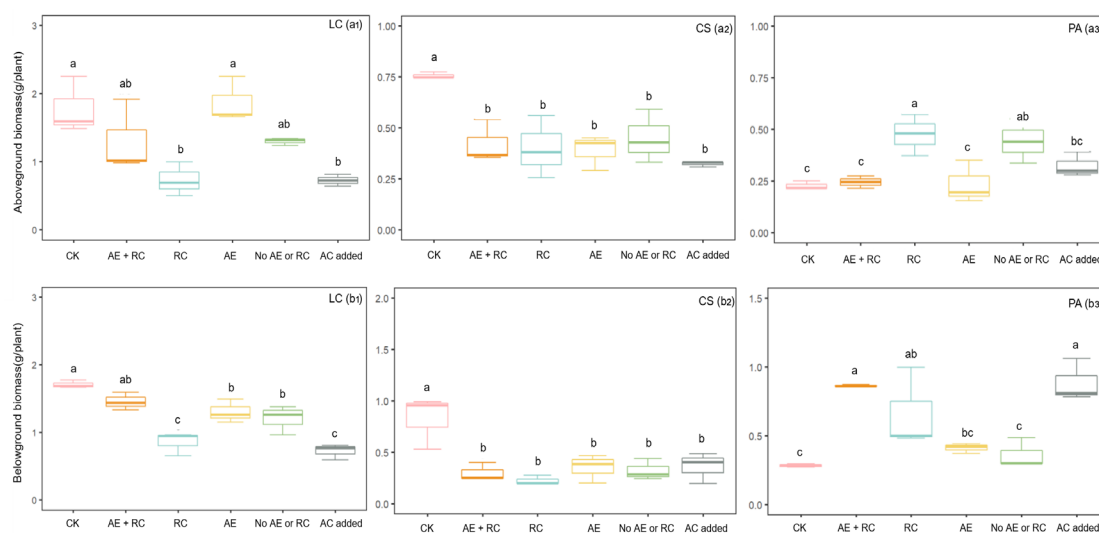 LC (a1)
CS (a2)
PA (a3
Aboveground biomass(g/plant)
3
2
1
0
a
ab
b
a
ab
b
CK
AE + RC
RC
AE
No AE or RC
AC added
1.00
0.75
0.50
0.25
0.00
a
b
b
b
b
b
CK
AE + RC
RC
AE
No AE or RC
AC added
1.00
0.75
0.50
0.25
0.00
c
c
a
c
ab
bc
CK
AE + RC
RC
AE
No AE or RC
AC added
LC (b1)
CS (b2)
PA (b3
Belowground biomass(g/plant)
3
2
1
0
a
ab
c
b
b
c
CK
AE + RC
RC
AE
No AE or RC
AC added
2.0
1.5
1.0
0.5
0.0
a
b
b
b
b
b
CK
AE + RC
RC
AE
No AE or RC
AC added
1.5
1.0
0.5
0.0
c
a
ab
bc
c
a
CK
AE + RC
RC
AE
No AE or RC
AC added